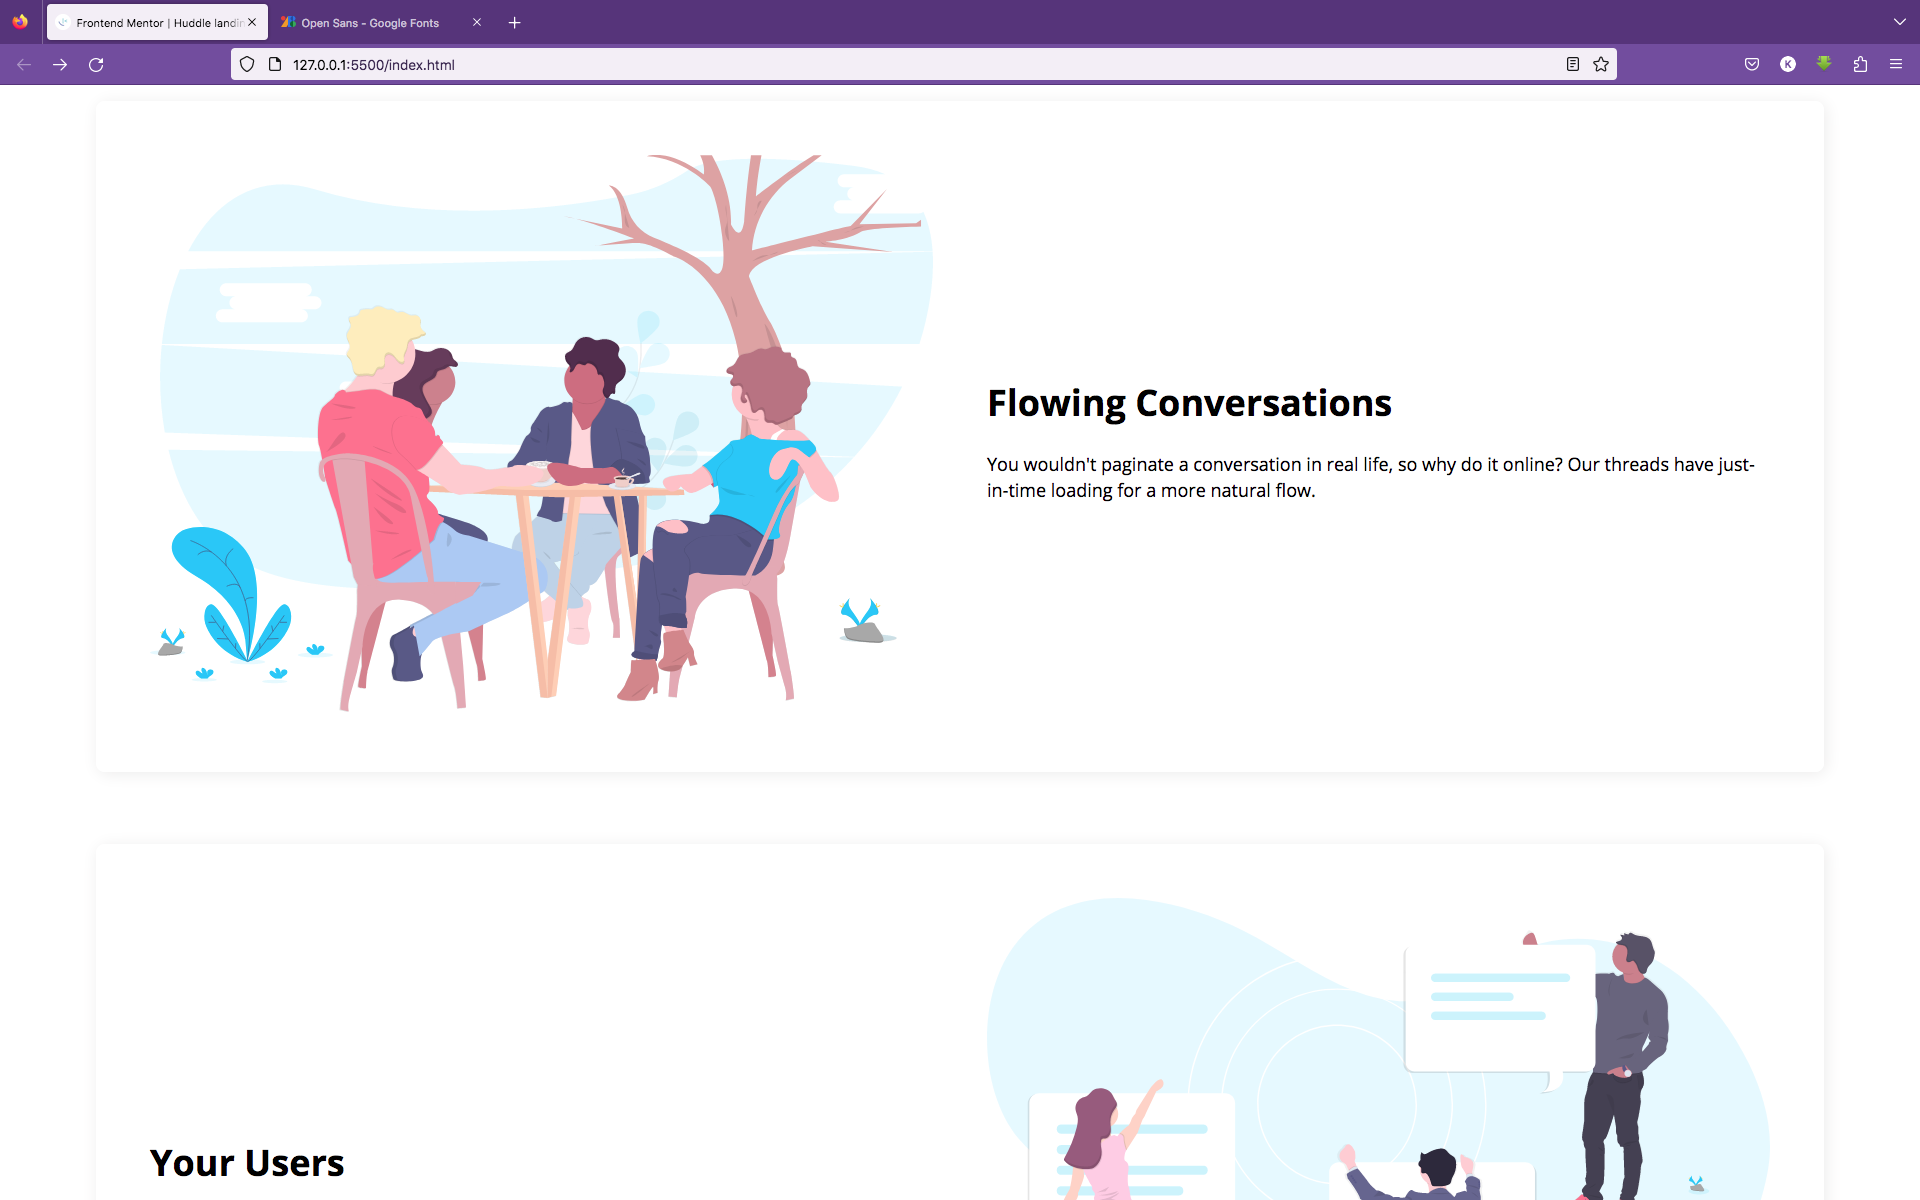 Frontend Mentor | Huddle landin
Open Sans - Google Fonts
127.0.0.1:5500/index.html
K
Flowing Conversations
You wouldn't paginate a conversation in real life, so why do it online? Our threads have just-
in-time loading for a more natural flow.
Your Users